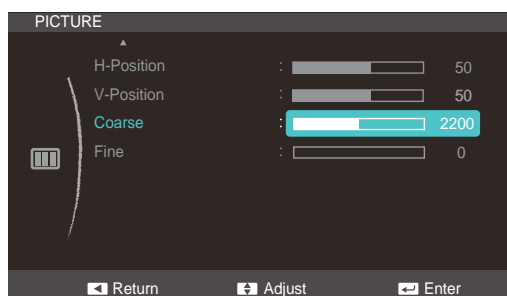 PICTURE
H-Position : 50
V-Position : 50
Coarse : 2200
Fine : 0
Return Adjust Enter